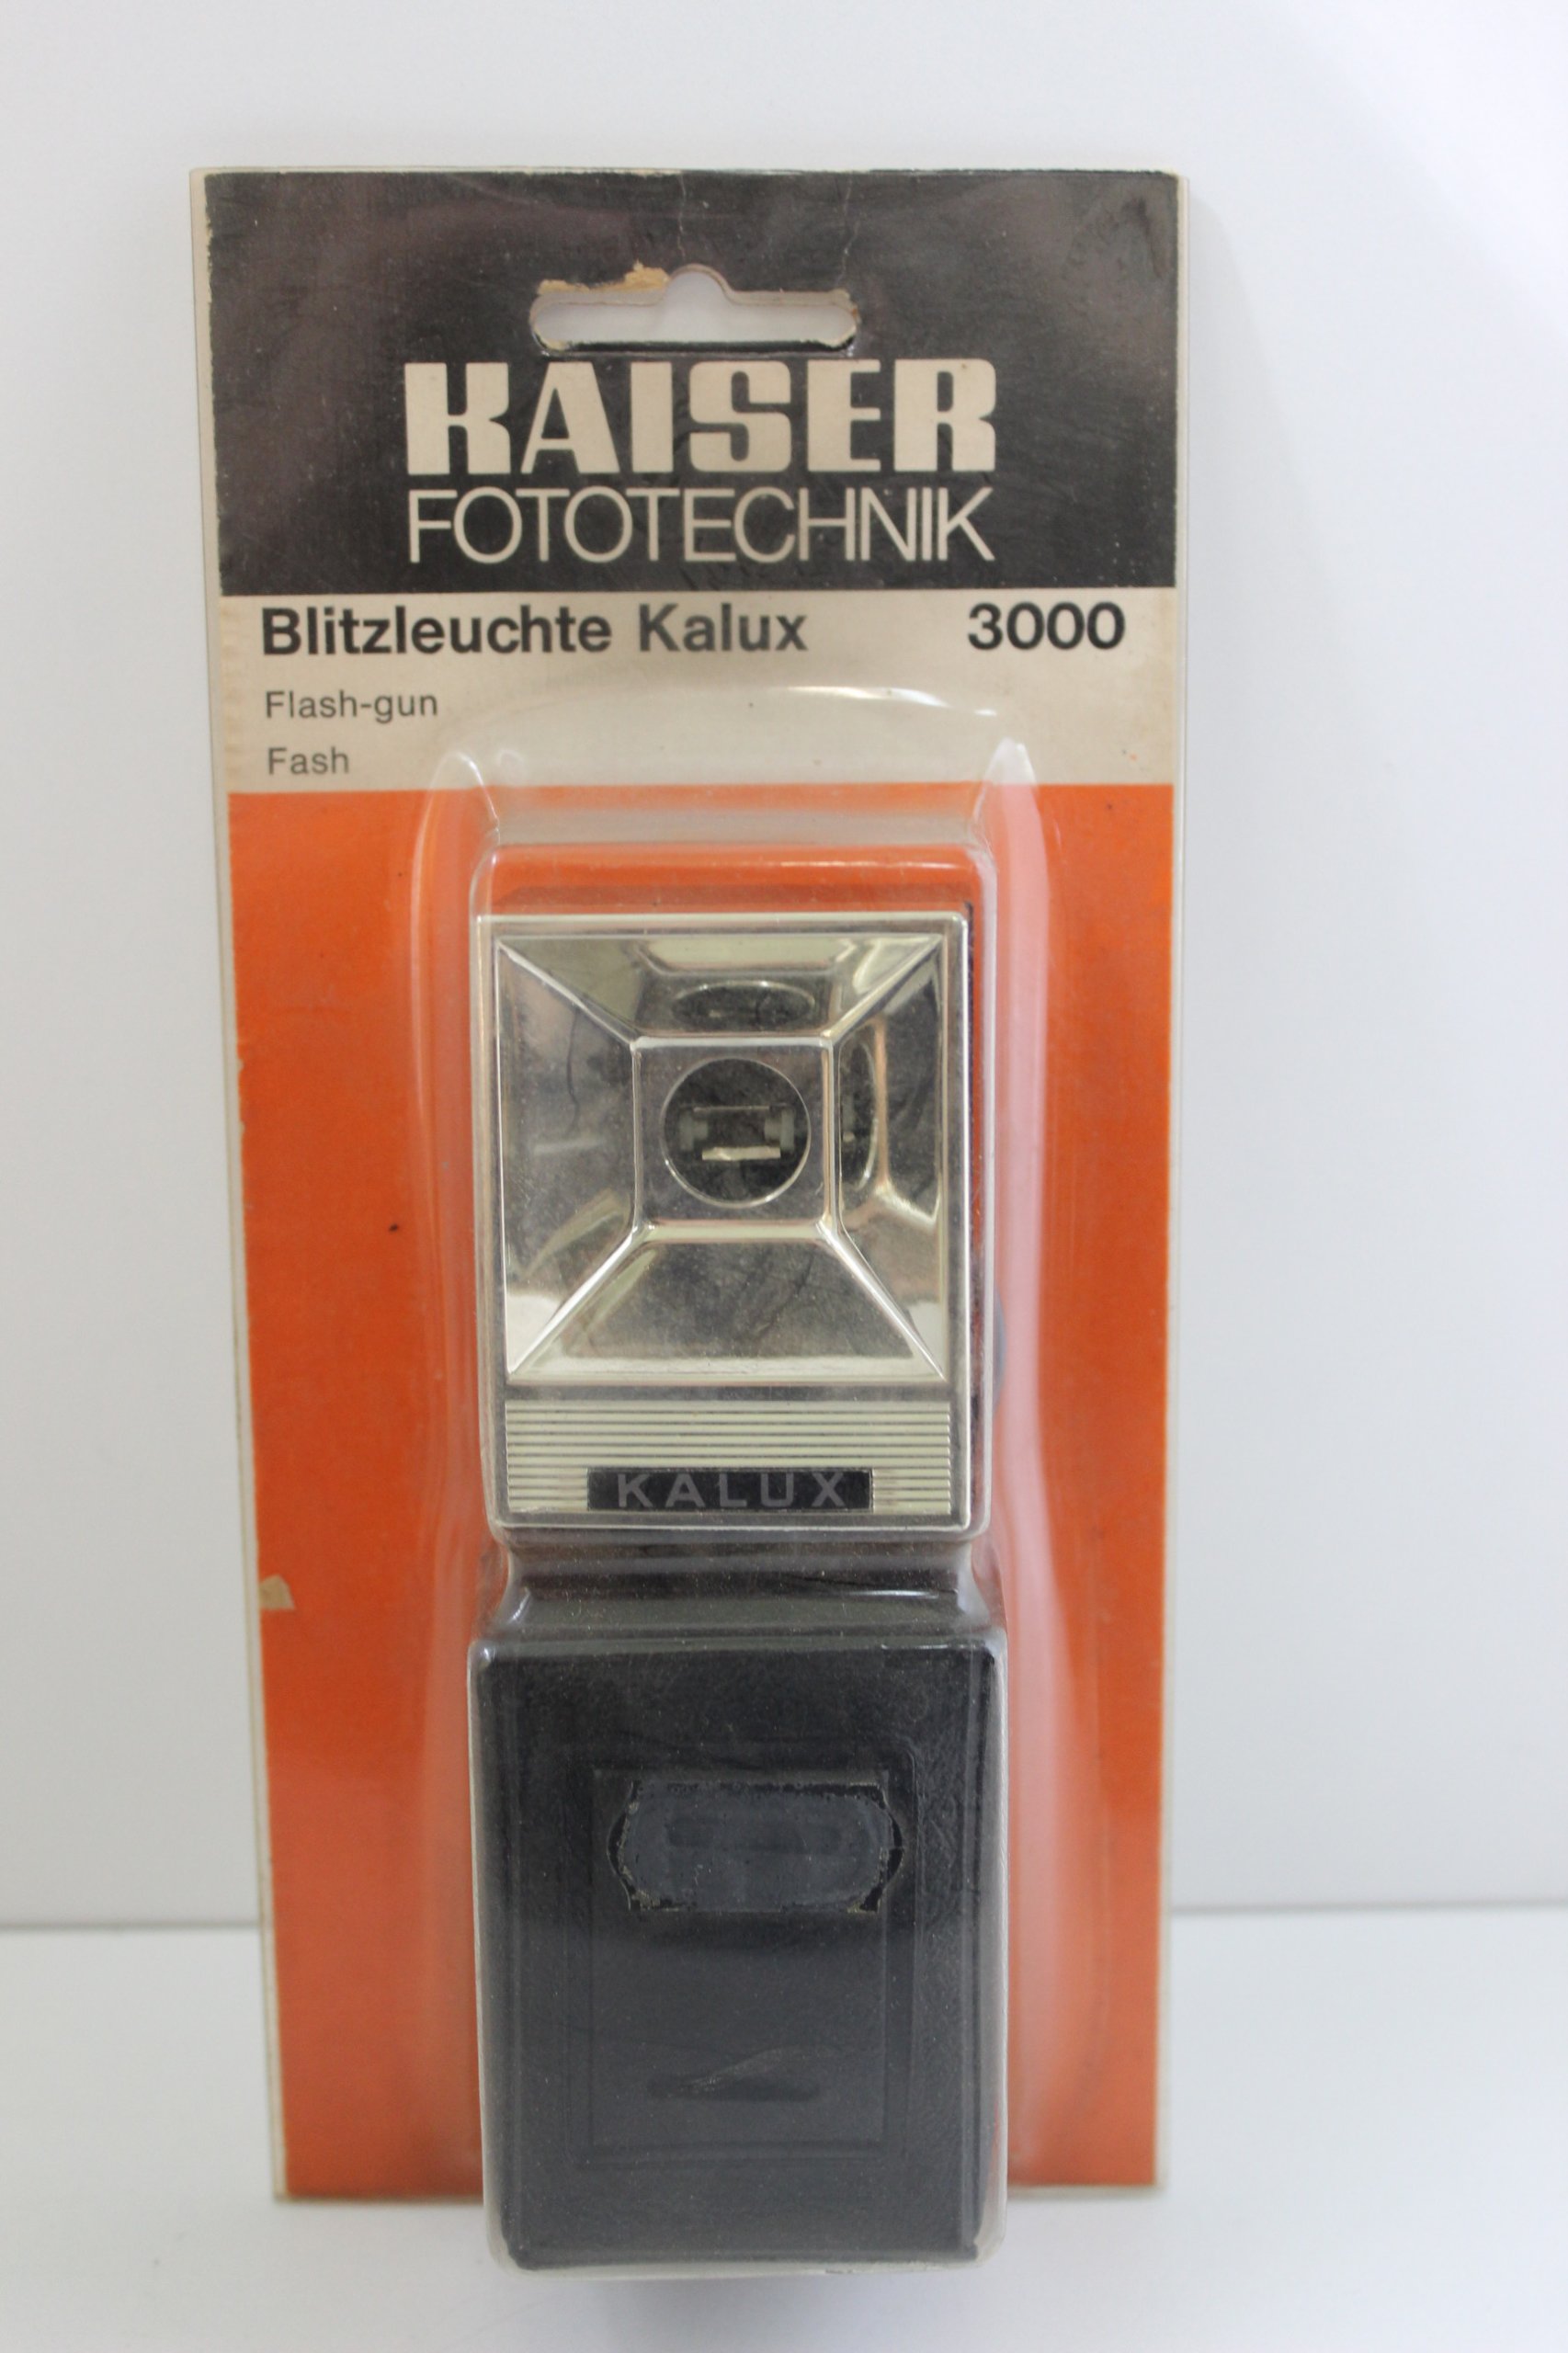 KAISER
FOTOTECHNIK
Blitzleuchte Kalux 3000
Flash-gun
Fash
KALUX